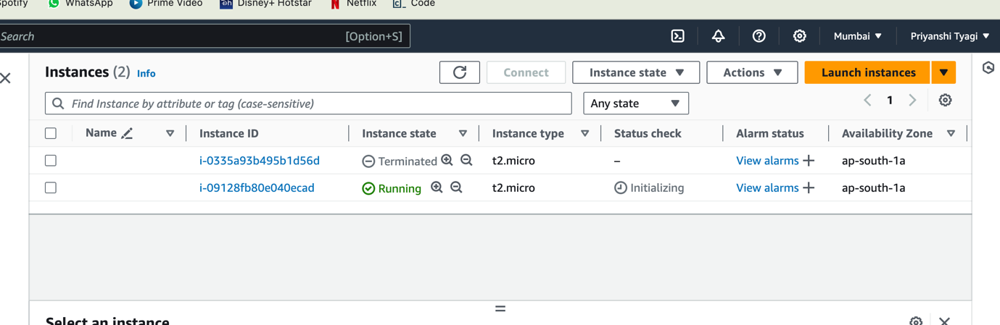 WhatsApp Prime Video Disney+ Hotstar Netflix Code
Search [Option+S] Mumbai Priyanshi Tyagi
Instances (2) Info Connect Instance state Actions Launch instances
Find Instance by attribute or tag (case-sensitive) Any state 1
Name Instance ID Instance state Instance type Status check Alarm status Availability Zone
i-0335a93b495b1d56d Terminated t2.micro – View alarms ap-south-1a
i-09128fb80e040ecad Running t2.micro Initializing View alarms ap-south-1a
Select an instance